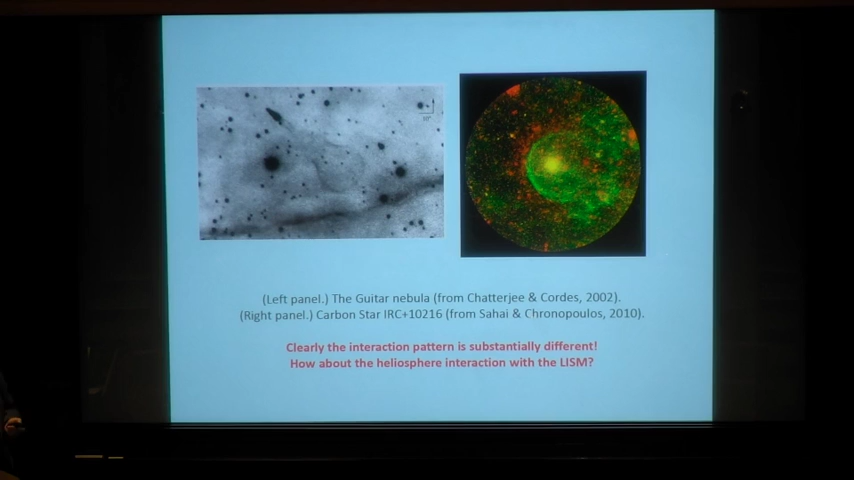 10"
(Left panel.) The Guitar nebula (from Chatterjee & Cordes, 2002).
(Right panel.) Carbon Star IRC+10216 (from Sahai & Chronopoulos, 2010).
Clearly the interaction pattern is substantially different!
How about the heliosphere interaction with the LISM?